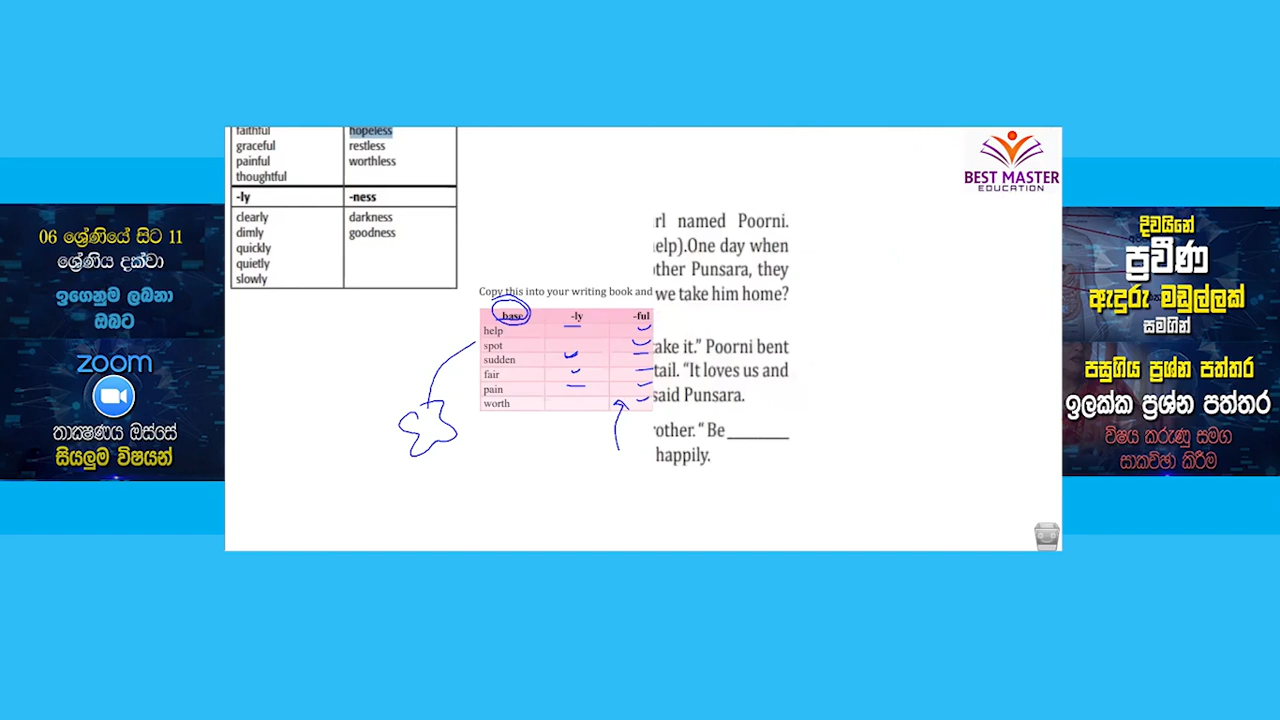 06 ශ්‍රේණියේ සිට 11
ශ්‍රේණිය දක්වා
ඉගෙනුම ලබනා
ඔබට
zoom
තාක්ෂණය ඔස්සේ
සියලුම විෂයන්
faithful hopeless
graceful restless
painful worthless
thoughtful
-ly -ness
clearly darkness
dimly goodness
quickly
quietly
slowly
Copy this into your writing book and
base -ly -ful
help
spot
sudden
fair
pain
worth
rl named Poorni.
elp).One day when
ther Punsara, they
we take him home?
ake it.” Poorni bent
tail. “It loves us and
said Punsara.
rother. “ Be ________
happily.
BEST MASTER
EDUCATION
දිවයිනේ
ප්‍රවීණ
ඇදුරු මඩුල්ලක්
සමගින්
පසුගිය ප්‍රශ්න පත්තර
ඉලක්ක ප්‍රශ්න පත්තර
විෂය කරුණු සමග
සාකච්ඡා කිරීම